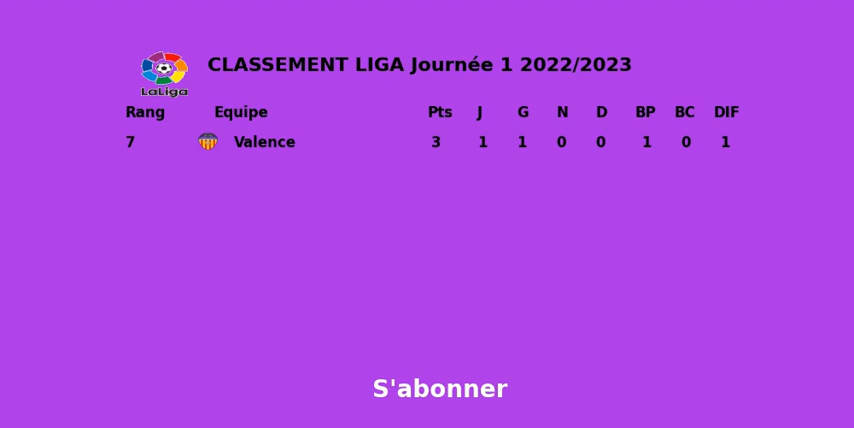 CLASSEMENT LIGA Journée 1 2022/2023
LaLiga
Rang Equipe Pts J G N D BP BC DIF
7 Valence 3 1 1 0 0 1 0 1
S'abonner